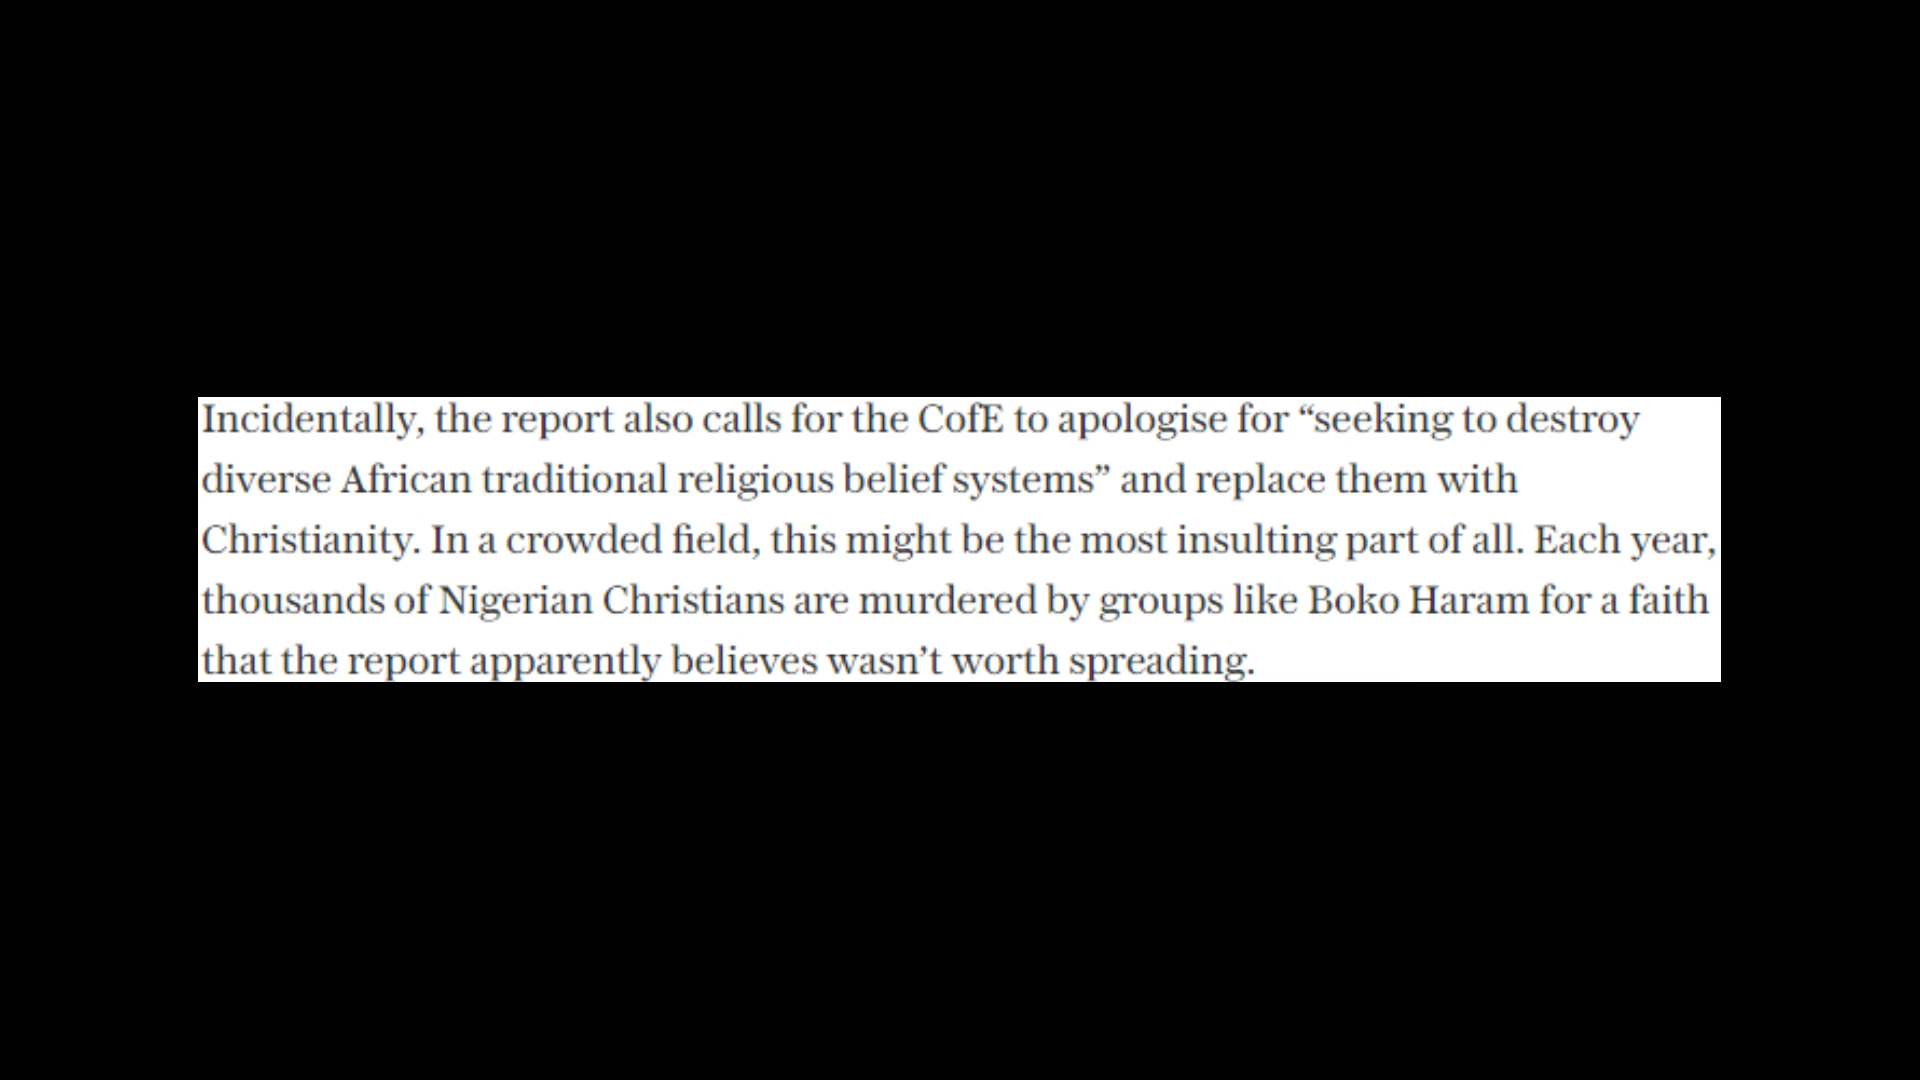 Incidentally, the report also calls for the CofE to apologise for “seeking to destroy
diverse African traditional religious belief systems” and replace them with
Christianity. In a crowded field, this might be the most insulting part of all. Each year,
thousands of Nigerian Christians are murdered by groups like Boko Haram for a faith
that the report apparently believes wasn’t worth spreading.